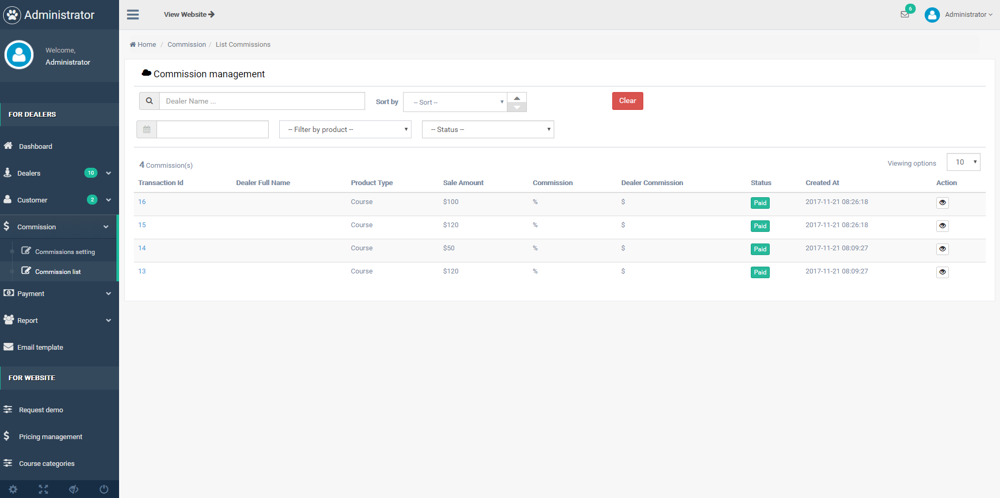 Administrator
Welcome,
Administrator
FOR DEALERS
Dashboard
Dealers 10
Customer 2
Commission
Commissions setting
Commission list
Payment
Report
Email template
FOR WEBSITE
Request demo
Pricing management
Course categories
View Website
6
Administrator
Home / Commission / List Commissions
Commission management
Dealer Name ... Sort by -- Sort -- Clear
-- Filter by product -- -- Status --
4 Commission(s) Viewing options 10
Transaction Id Dealer Full Name Product Type Sale Amount Commission Dealer Commission Status Created At Action
16 Course $100 % $ Paid 2017-11-21 08:26:18
15 Course $120 % $ Paid 2017-11-21 08:26:18
14 Course $50 % $ Paid 2017-11-21 08:09:27
13 Course $120 % $ Paid 2017-11-21 08:09:27